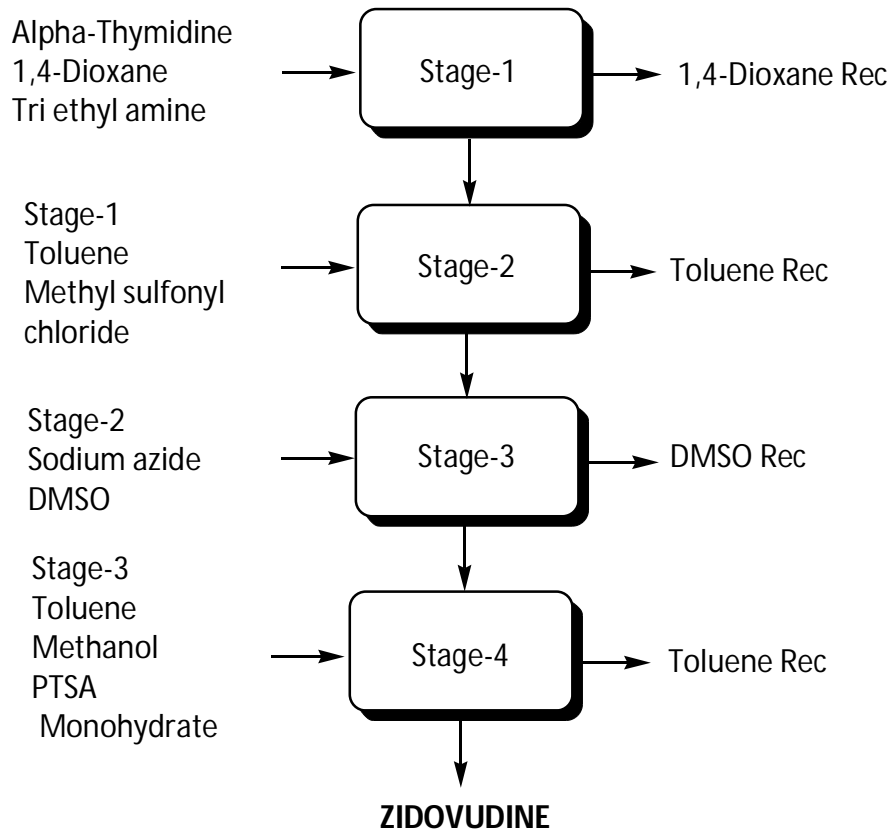 Alpha-Thymidine
1,4-Dioxane
Tri ethyl amine
Stage-1
1,4-Dioxane Rec
Stage-1
Toluene
Methyl sulfonyl
chloride
Stage-2
Toluene Rec
Stage-2
Sodium azide
DMSO
Stage-3
DMSO Rec
Stage-3
Toluene
Methanol
PTSA
Monohydrate
Stage-4
Toluene Rec
ZIDOVUDINE